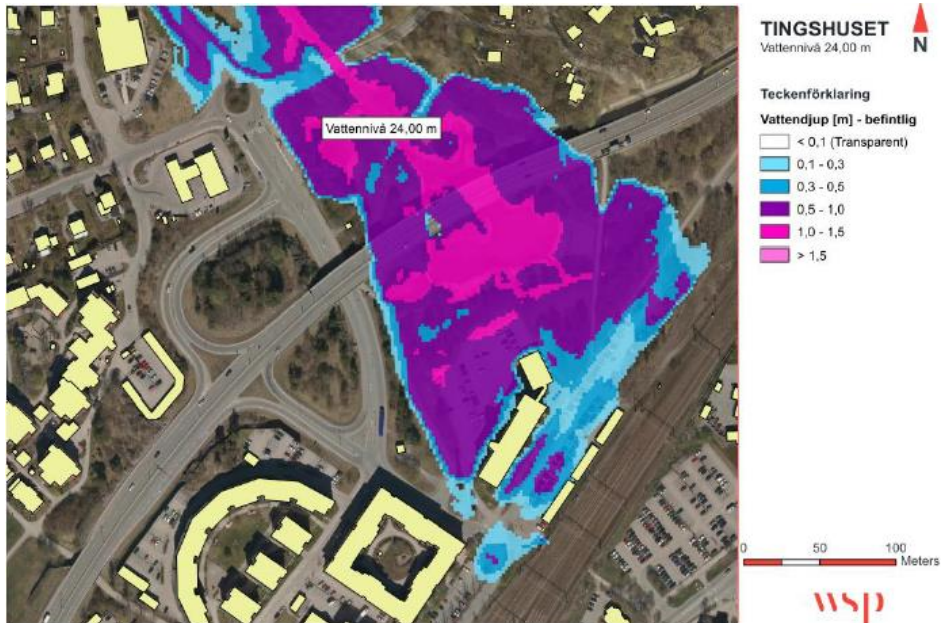 TINGSHUSET
Vattennivå 24,00 m
N
Teckenförklaring
Vattendjup [m] - befintlig
< 0,1 (Transparent)
0,1 - 0,3
0,3 - 0,5
0,5 - 1,0
1,0 - 1,5
> 1,5
Vattennivå 24,00 m
0 50 100
Meters
wsp